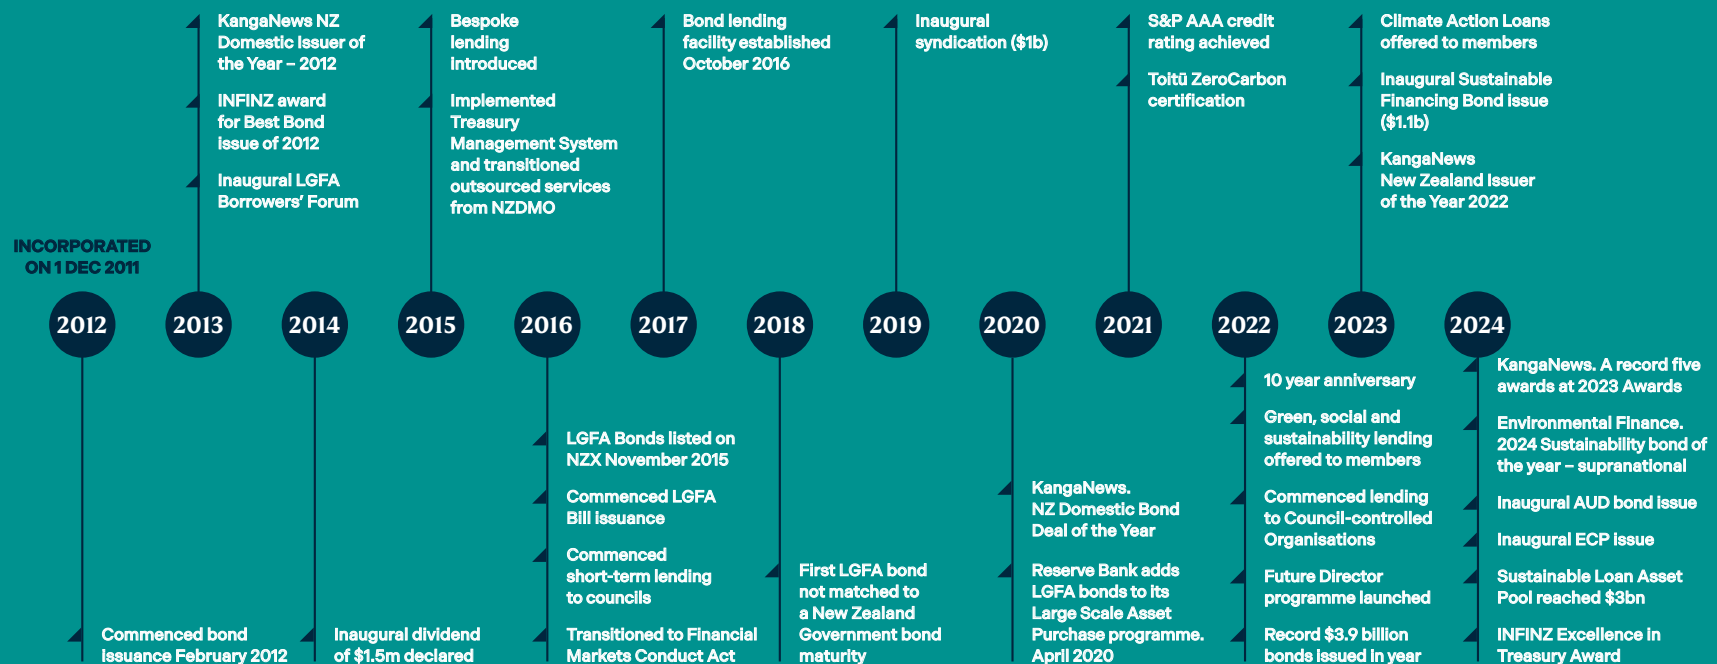 KangaNews NZ
Domestic Issuer of
the Year – 2012
INFINZ award
for Best Bond
issue of 2012
Inaugural LGFA
Borrowers’ Forum
Bespoke
lending
introduced
Implemented
Treasury
Management System
and transitioned
outsourced services
from NZDMO
Bond lending
facility established
October 2016
Inaugural
syndication ($1b)
S&P AAA credit
rating achieved
Toitū ZeroCarbon
certification
Climate Action Loans
offered to members
Inaugural Sustainable
Financing Bond issue
($1.1b)
KangaNews
New Zealand Issuer
of the Year 2022
INCORPORATED
ON 1 DEC 2011
2012
2013
2014
2015
2016
2017
2018
2019
2020
2021
2022
2023
2024
Commenced bond
issuance February 2012
Inaugural dividend
of $1.5m declared
LGFA Bonds listed on
NZX November 2015
Commenced LGFA
Bill issuance
Commenced
short-term lending
to councils
Transitioned to Financial
Markets Conduct Act
First LGFA bond
not matched to
a New Zealand
Government bond
maturity
KangaNews.
NZ Domestic Bond
Deal of the Year
Reserve Bank adds
LGFA bonds to its
Large Scale Asset
Purchase programme.
April 2020
10 year anniversary
Green, social and
sustainability lending
offered to members
Commenced lending
to Council-controlled
Organisations
Future Director
programme launched
Record $3.9 billion
bonds issued in year
KangaNews. A record five
awards at 2023 Awards
Environmental Finance.
2024 Sustainability bond of
the year – supranational
Inaugural AUD bond issue
Inaugural ECP issue
Sustainable Loan Asset
Pool reached $3bn
INFINZ Excellence in
Treasury Award